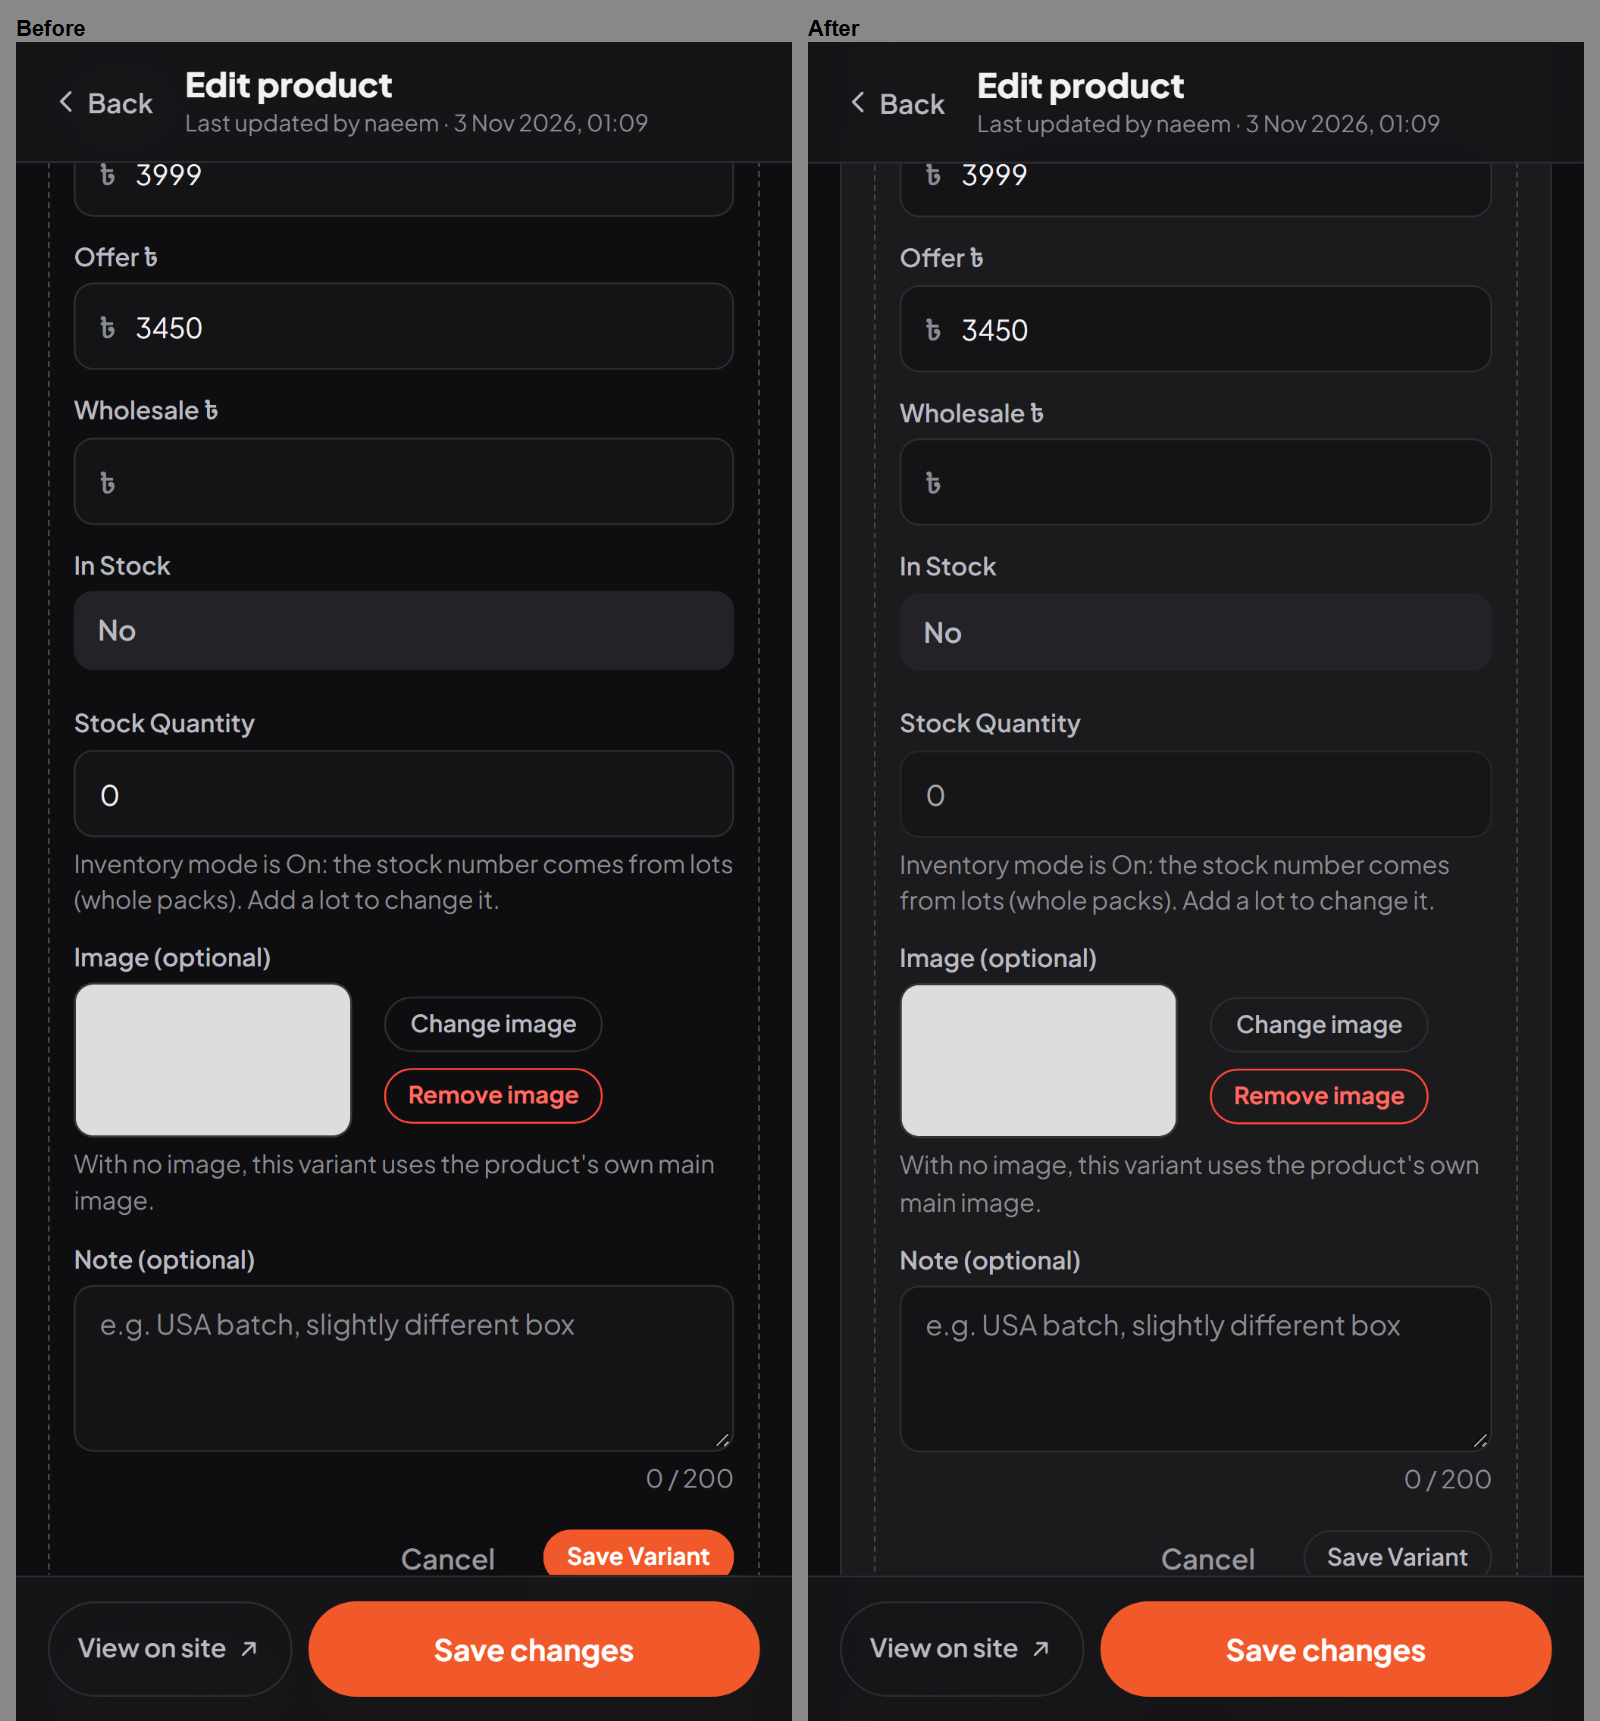 Before
Back
Edit product
Last updated by naeem · 3 Nov 2026, 01:09
৳ 3999
Offer ৳
৳ 3450
Wholesale ৳
৳
In Stock
No
Stock Quantity
0
Inventory mode is On: the stock number comes from lots
(whole packs). Add a lot to change it.
Image (optional)
Change image
Remove image
With no image, this variant uses the product's own main
image.
Note (optional)
e.g. USA batch, slightly different box
0 / 200
Cancel
Save Variant
View on site ↗
Save changes
After
Back
Edit product
Last updated by naeem · 3 Nov 2026, 01:09
৳ 3999
Offer ৳
৳ 3450
Wholesale ৳
৳
In Stock
No
Stock Quantity
0
Inventory mode is On: the stock number comes
from lots (whole packs). Add a lot to change it.
Image (optional)
Change image
Remove image
With no image, this variant uses the product's own
main image.
Note (optional)
e.g. USA batch, slightly different box
0 / 200
Cancel
Save Variant
View on site ↗
Save changes